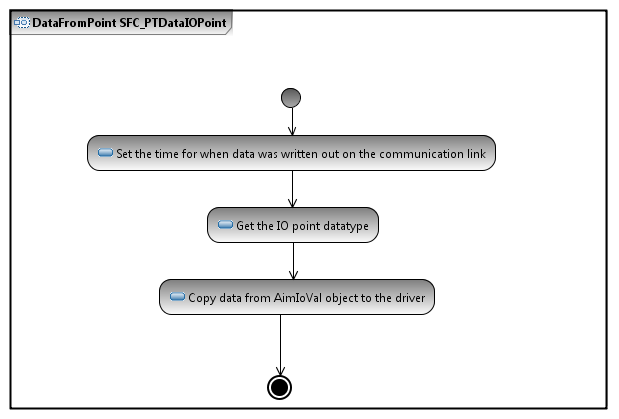 DataFromPoint SFC_PTDataIOPoint
Set the time for when data was written out on the communication link
Get the IO point datatype
Copy data from AimIoVal object to the driver